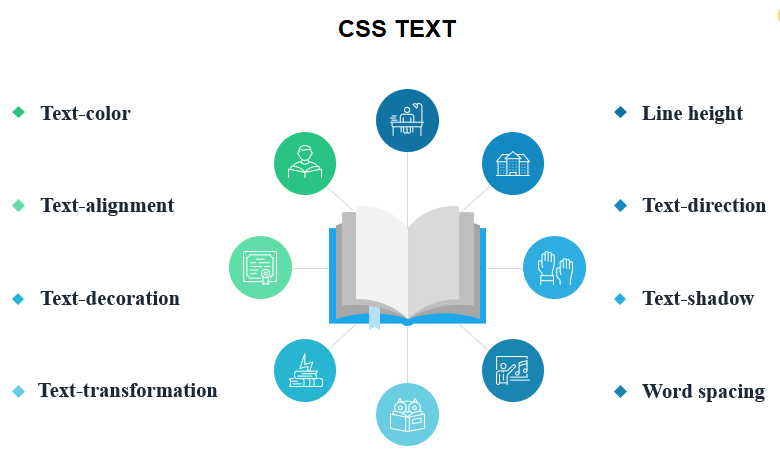 CSS TEXT
Text-color
Text-alignment
Text-decoration
Text-transformation
Line height
Text-direction
Text-shadow
Word spacing